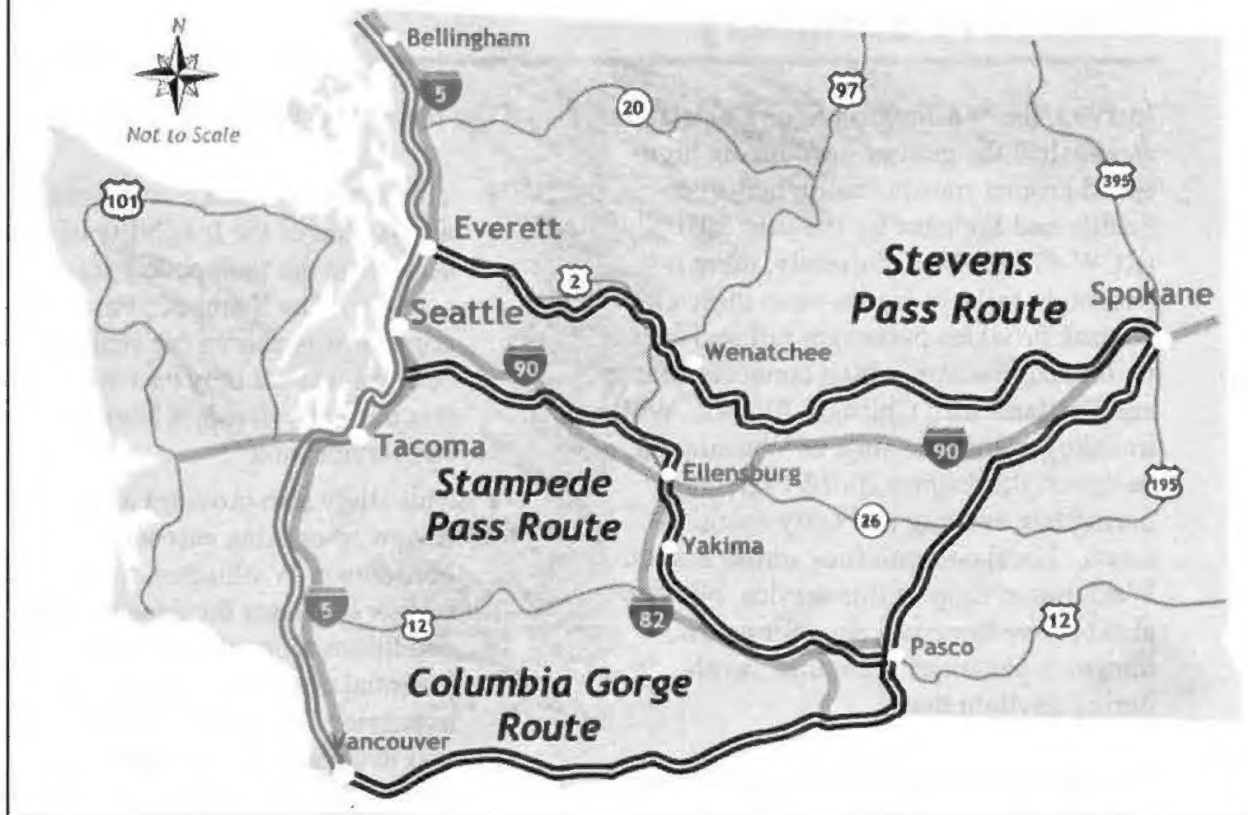 N
Not to Scale
Bellingham
5
20
97
395
101
Everett
2
Stevens
Pass Route
Spokane
Seattle
90
Wenatchee
Tacoma
Ellensburg
90
Stampede
Pass Route
195
26
Yakima
5
12
82
Pasco
12
Columbia Gorge
Route
Vancouver